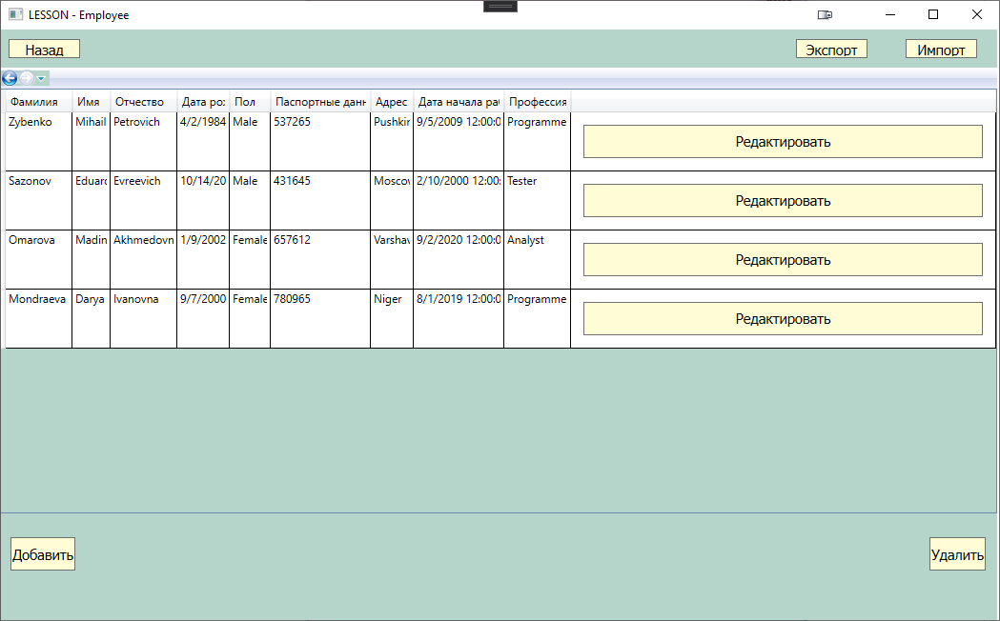 LESSON - Employee
Назад Экспорт Импорт
Фамилия Имя Отчество Дата ро: Пол Паспортные данн Адрес Дата начала раб Профессия
Zybenko Mihail Petrovich 4/2/1984 Male 537265 Pushkin 9/5/2009 12:00:0 Programme Редактировать
Sazonov Eduard Evreevich 10/14/20 Male 431645 Moscow 2/10/2000 12:00: Tester Редактировать
Omarova Madin Akhmedovn 1/9/2002 Female 657612 Varshav 9/2/2020 12:00:0 Analyst Редактировать
Mondraeva Darya Ivanovna 9/7/2000 Female 780965 Niger 8/1/2019 12:00:0 Programme Редактировать
Добавить Удалить